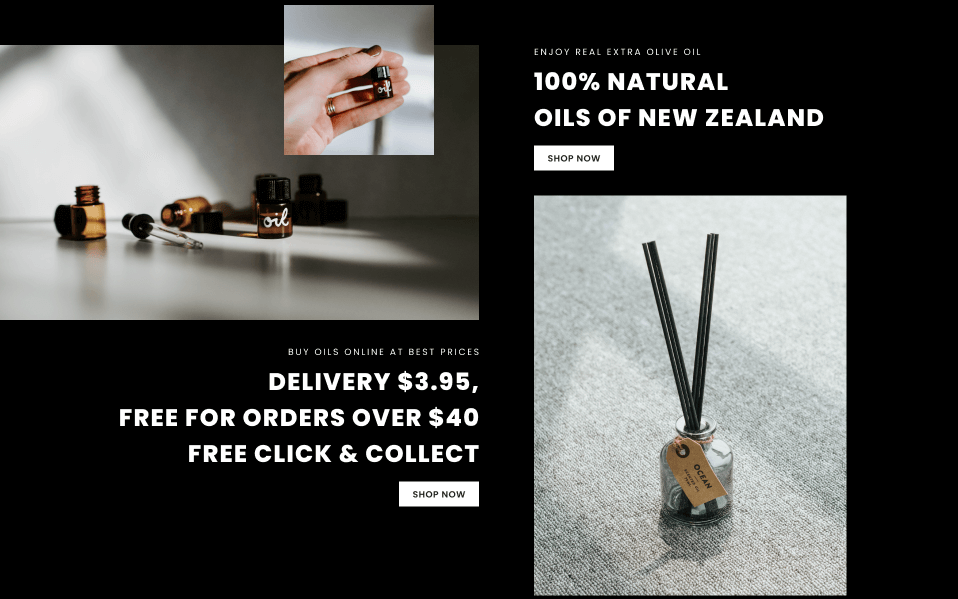 oil
oil
BUY OILS ONLINE AT BEST PRICES
DELIVERY $3.95,
FREE FOR ORDERS OVER $40
FREE CLICK & COLLECT
SHOP NOW
ENJOY REAL EXTRA OLIVE OIL
100% NATURAL
OILS OF NEW ZEALAND
SHOP NOW
OCEAN